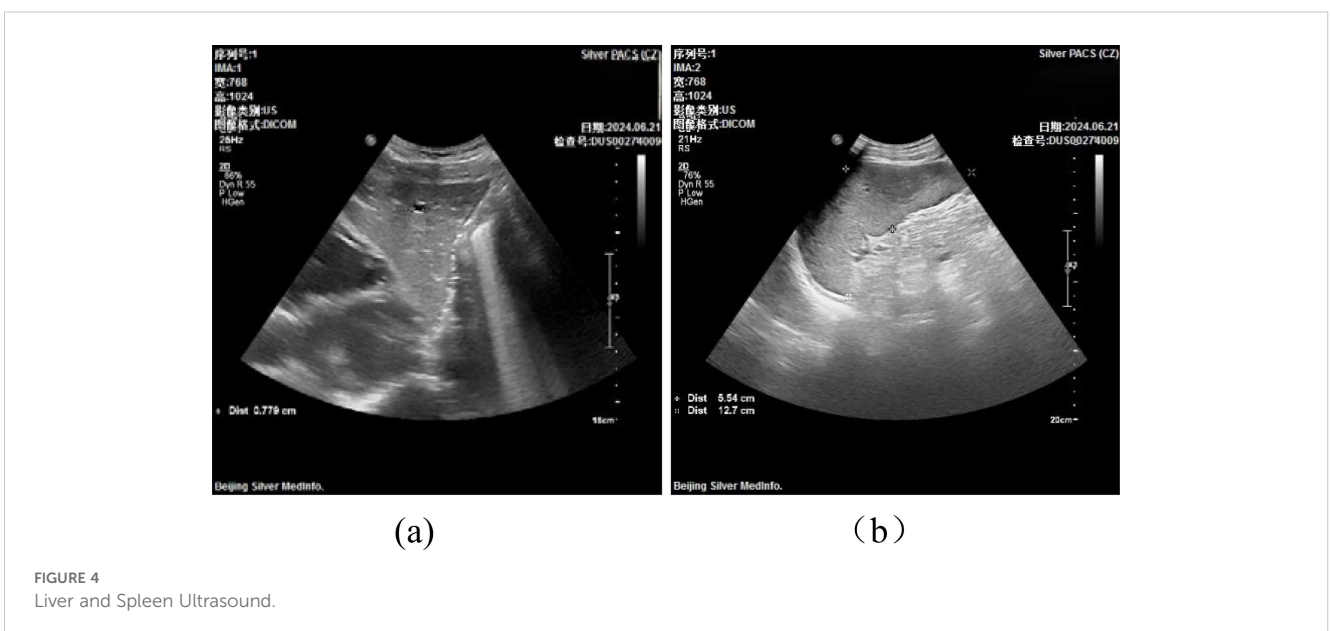 序列号:1
IMA:1
宽:768
高:1024
影像类别:US
图像格式:DICOM
26Hz
RS
2D
66%
Dyn R 55
P Low
HGen
Silver PACS (CZ)
日期:2024.06.21
检查号:DUS00274009
Dist 0.779 cm
16cm
Beijing Silver MedInfo.
(a)
序列号:1
IMA:2
宽:768
高:1024
影像类别:US
图像格式:DICOM
21Hz
RS
2D
76%
Dyn R 55
P Low
HGen
Silver PACS (CZ)
日期:2024.06.21
检查号:DUS00274009
Dist 5.54 cm
Dist 12.7 cm
20cm
Beijing Silver MedInfo.
（b）
FIGURE 4
Liver and Spleen Ultrasound.